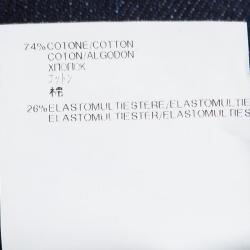 74% COTONE/COTTON
COTON/ALGODON
ХЛОПОК
コットン
棉
26% ELASTOMULTIESTERE/ELASTOMULTIE
ELASTOMULTIESTER/ELASTOMULTIES